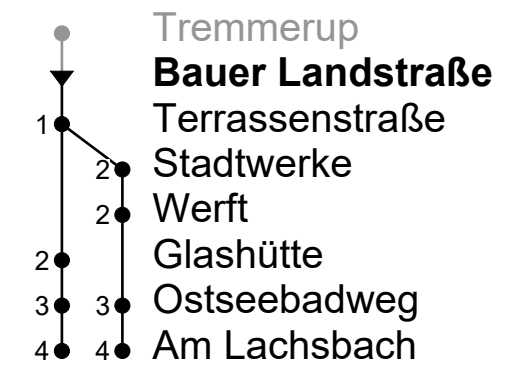 Tremmerup
Bauer Landstraße
1 Terrassenstraße
2 Stadtwerke
2 Werft
2 Glashütte
3 3 Ostseebadweg
4 4 Am Lachsbach